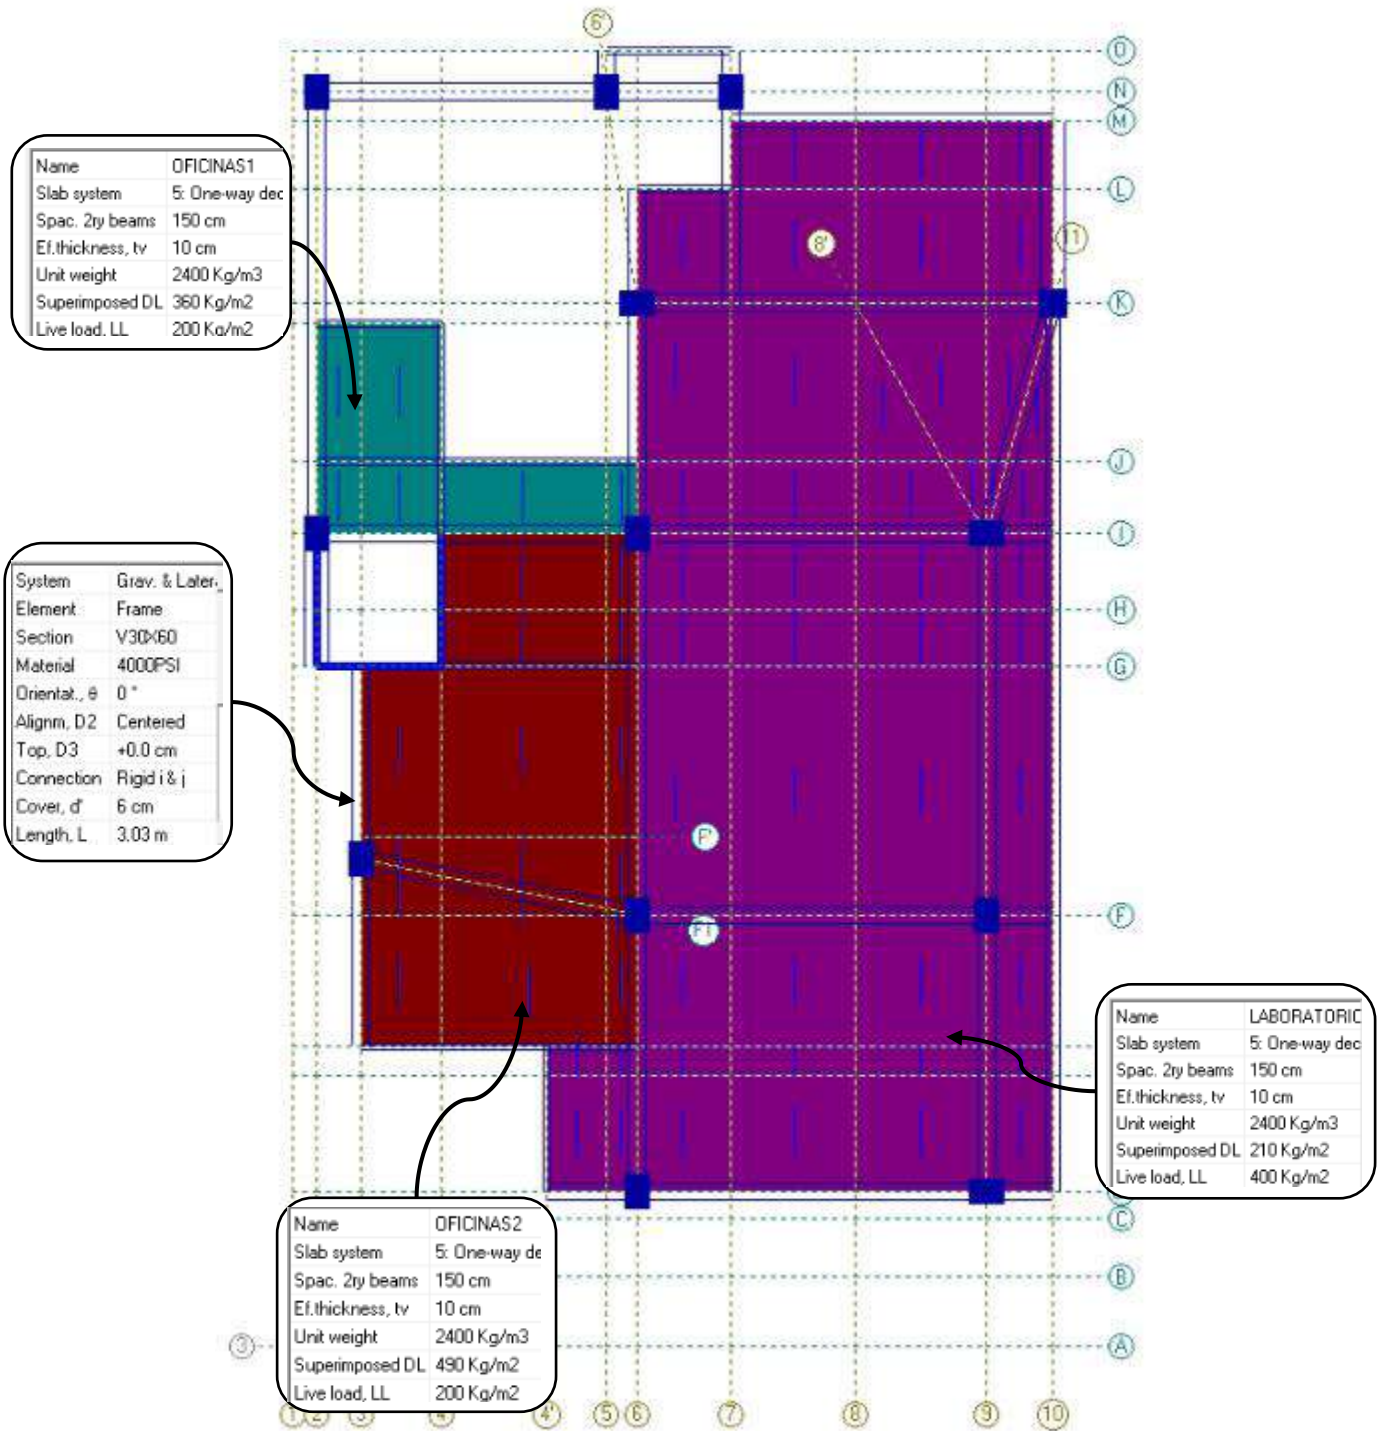 6'
O
N
M
Name OFICINAS1
Slab system 5: One-way dec
Spac. 2ry beams 150 cm
Ef.thickness, tv 10 cm
Unit weight 2400 Kg/m3
Superimposed DL 360 Kg/m2
Live load, LL 200 Kg/m2
L
11
8'
K
J
I
System Grav. & Later
Element Frame
Section V30X60
Material 4000PSI
Orientat., θ 0 °
Alignm, D2 Centered
Top, D3 +0.0 cm
Connection Rigid i & j
Cover, d' 6 cm
Length, L 3.03 m
H
G
F'
F
F1
Name LABORATORIO
Slab system 5: One-way dec
Spac. 2ry beams 150 cm
Ef.thickness, tv 10 cm
Unit weight 2400 Kg/m3
Superimposed DL 210 Kg/m2
Live load, LL 400 Kg/m2
C
B
A
Name OFICINAS2
Slab system 5: One-way de
Spac. 2ry beams 150 cm
Ef.thickness, tv 10 cm
Unit weight 2400 Kg/m3
Superimposed DL 490 Kg/m2
Live load, LL 200 Kg/m2
3
1 2 3 4 4' 5 6 7 8 9 10